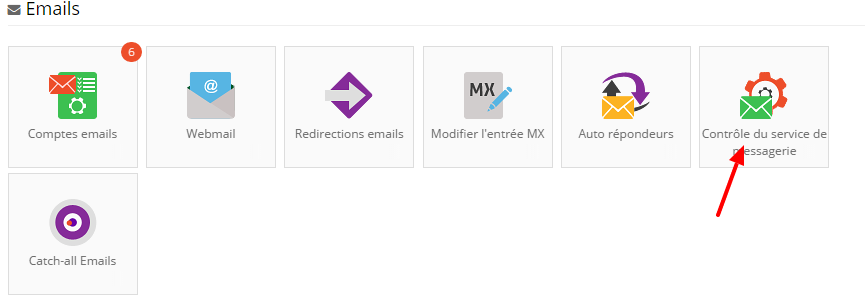 Emails
6
Comptes emails
Webmail
@
Redirections emails
MX
Modifier l'entrée MX
Auto répondeurs
Contrôle du service de
messagerie
Catch-all Emails